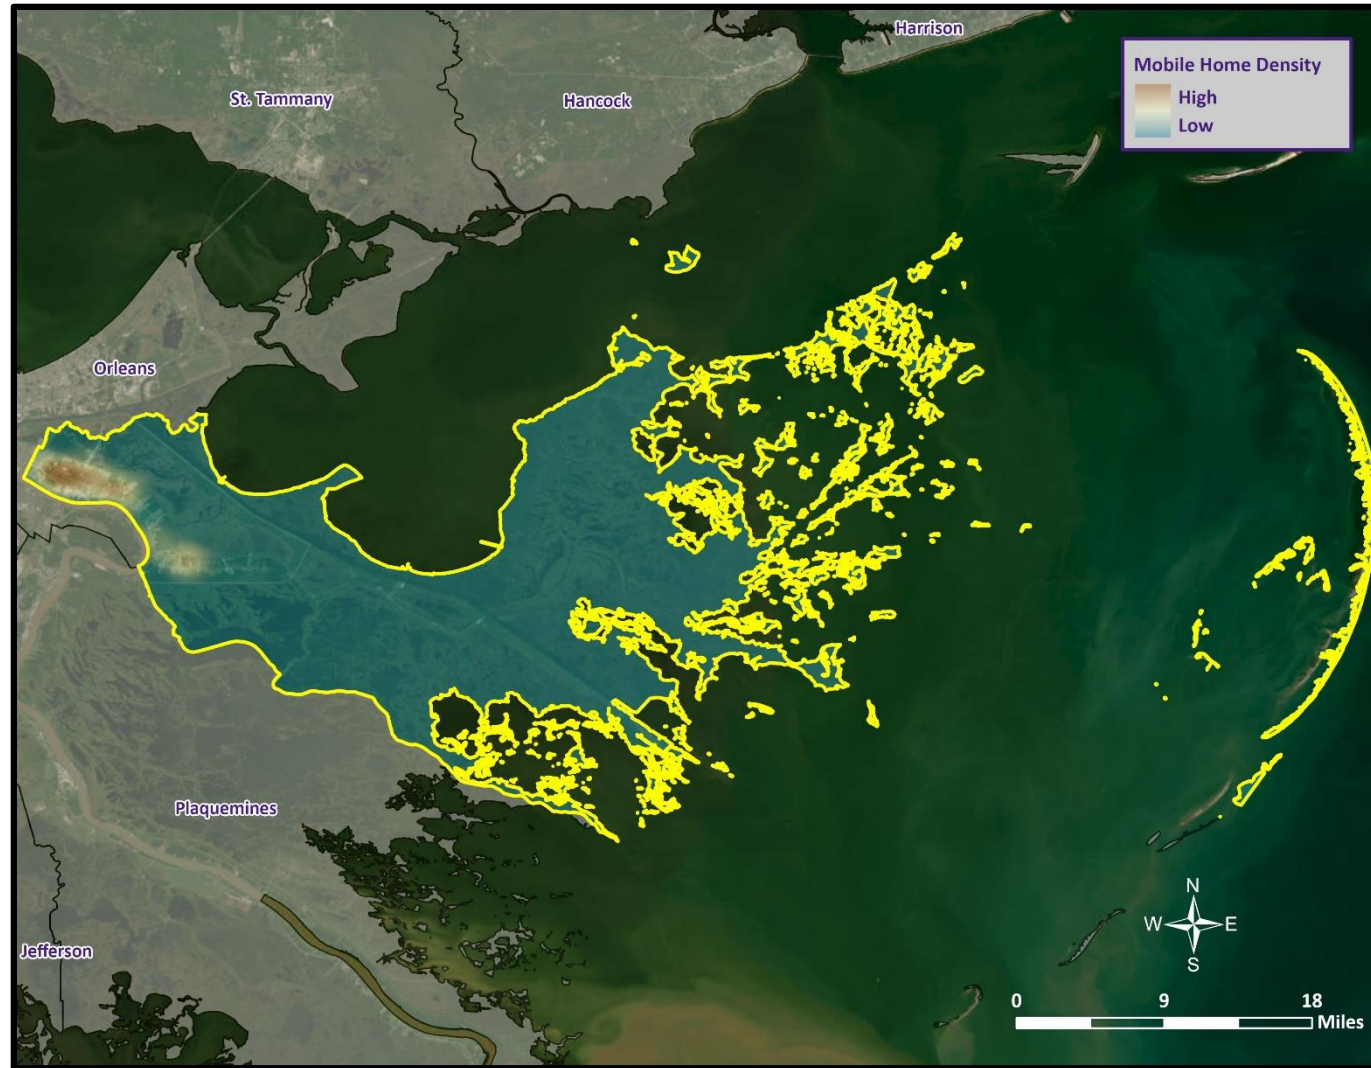 Harrison
Mobile Home Density
High
Low
St. Tammany
Hancock
Orleans
Plaquemines
Jefferson
N
W E
S
0 9 18
Miles